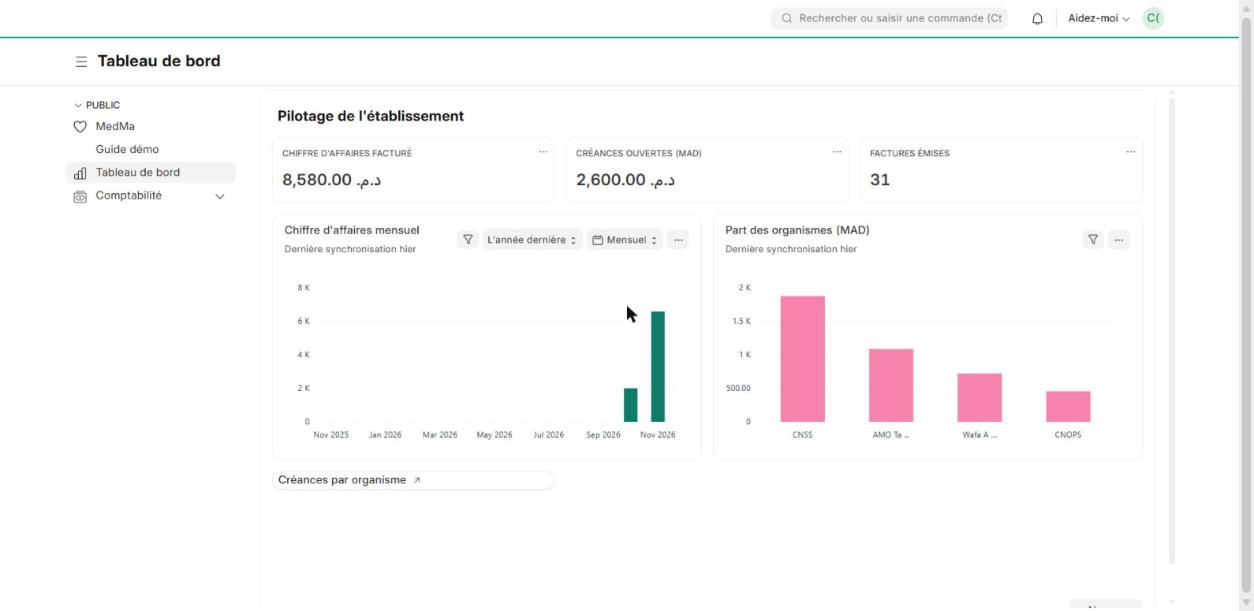 Rechercher ou saisir une commande (Ct
Aidez-moi
C(
Tableau de bord
PUBLIC
MedMa
Guide démo
Tableau de bord
Comptabilité
Pilotage de l'établissement
CHIFFRE D'AFFAIRES FACTURÉ
8,580.00 د.م.
CRÉANCES OUVERTES (MAD)
2,600.00 د.م.
FACTURES ÉMISES
31
Chiffre d'affaires mensuel
Dernière synchronisation hier
L'année dernière
Mensuel
8 K
6 K
4 K
2 K
0
Nov 2025 Jan 2026 Mar 2026 May 2026 Jul 2026 Sep 2026 Nov 2026
Part des organismes (MAD)
Dernière synchronisation hier
2 K
1.5 K
1 K
500.00
0
CNSS AMO Ta ... Wafa A ... CNOPS
Créances par organisme